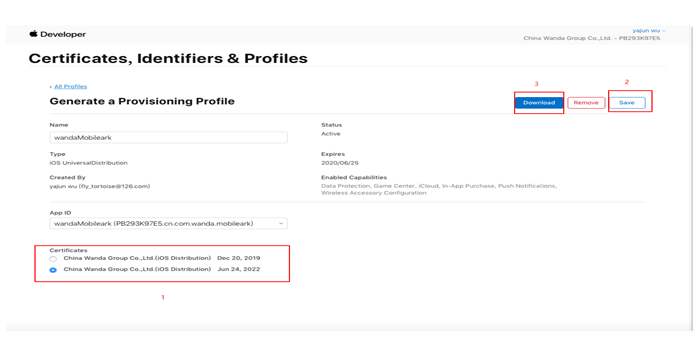 Developer
yajun wu
China Wanda Group Co.,Ltd. - PB293K97E5
Certificates, Identifiers & Profiles
‹ All Profiles
3
2
Generate a Provisioning Profile
Download
Remove
Save
Name
Status
wandaMobileark
Active
Type
Expires
iOS UniversalDistribution
2020/06/25
Created By
Enabled Capabilities
yajun wu (fly_tortoise@126.com)
Data Protection, Game Center, iCloud, In-App Purchase, Push Notifications,
Wireless Accessory Configuration
App ID
wandaMobileark (PB293K97E5.cn.com.wanda.mobileark)
Certificates
China Wanda Group Co.,Ltd.(iOS Distribution) Dec 20, 2019
China Wanda Group Co.,Ltd.(iOS Distribution) Jun 24, 2022
1